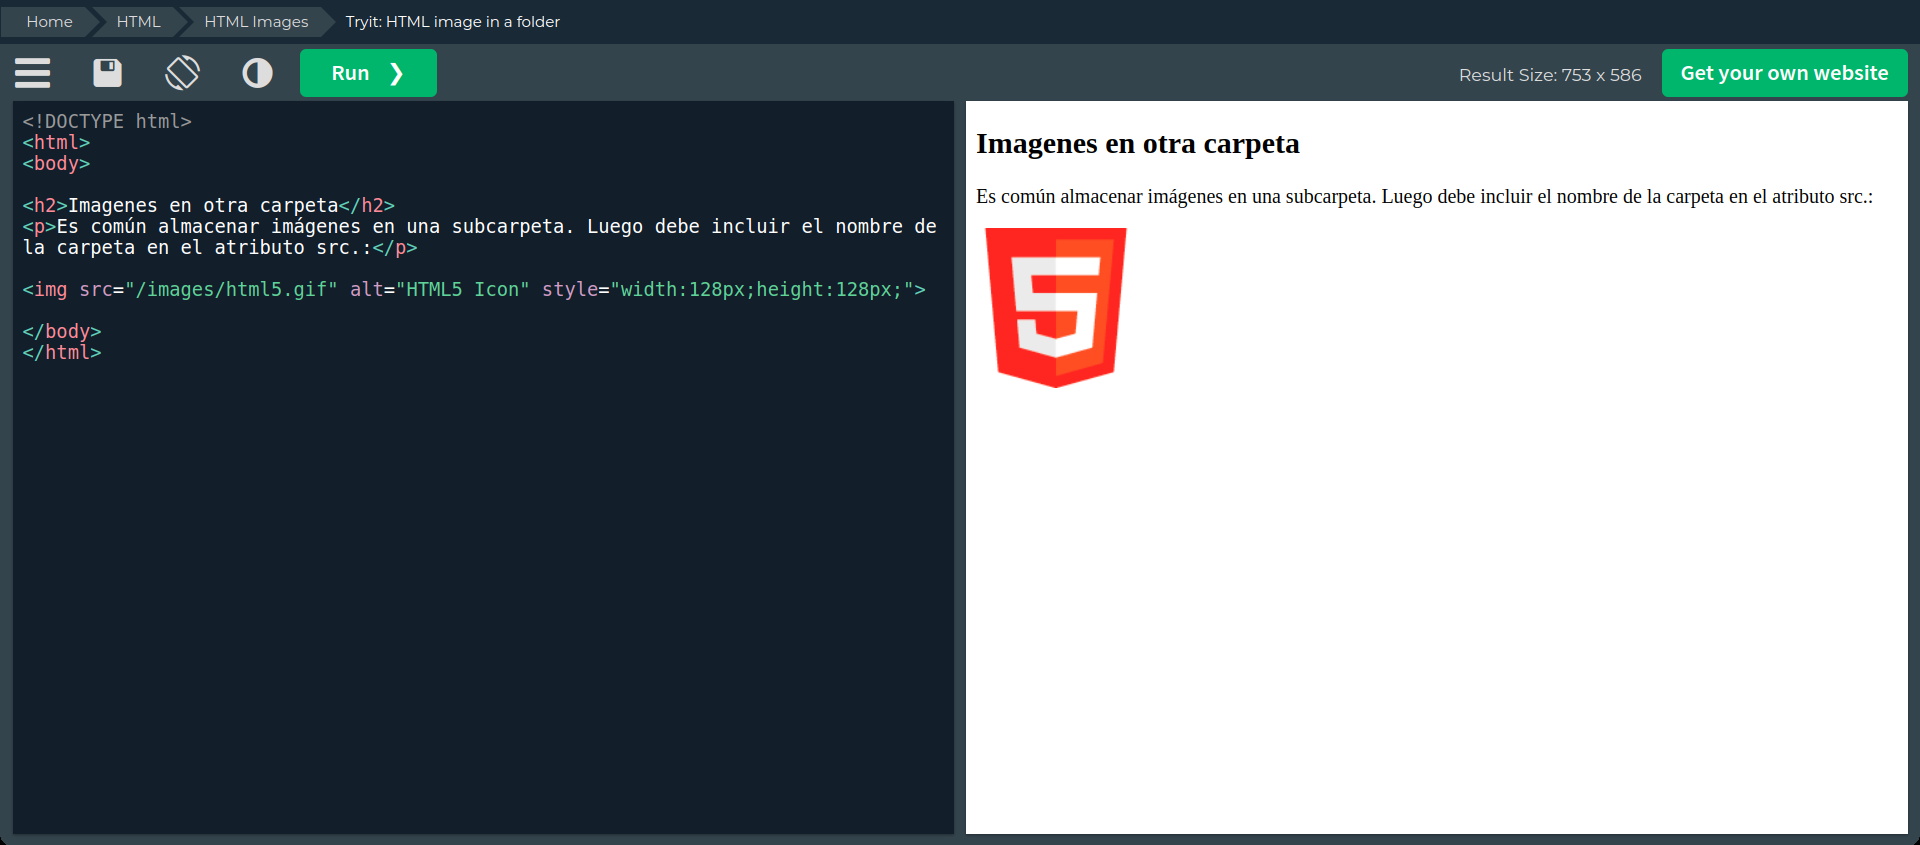 Home HTML HTML Images Tryit: HTML image in a folder
Run ❯ Result Size: 753 x 586 Get your own website
<!DOCTYPE html>
<html>
<body>
<h2>Imagenes en otra carpeta</h2>
<p>Es común almacenar imágenes en una subcarpeta. Luego debe incluir el nombre de
la carpeta en el atributo src.:</p>
<img src="/images/html5.gif" alt="HTML5 Icon" style="width:128px;height:128px;">
</body>
</html>
Imagenes en otra carpeta
Es común almacenar imágenes en una subcarpeta. Luego debe incluir el nombre de la carpeta en el atributo src.:
5